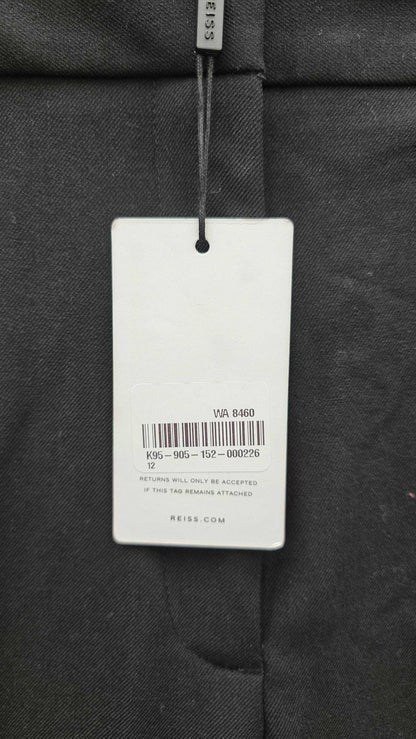 REISS
WA 8460
K95-905-152-000226
12
RETURNS WILL ONLY BE ACCEPTED
IF THIS TAG REMAINS ATTACHED
REISS.COM